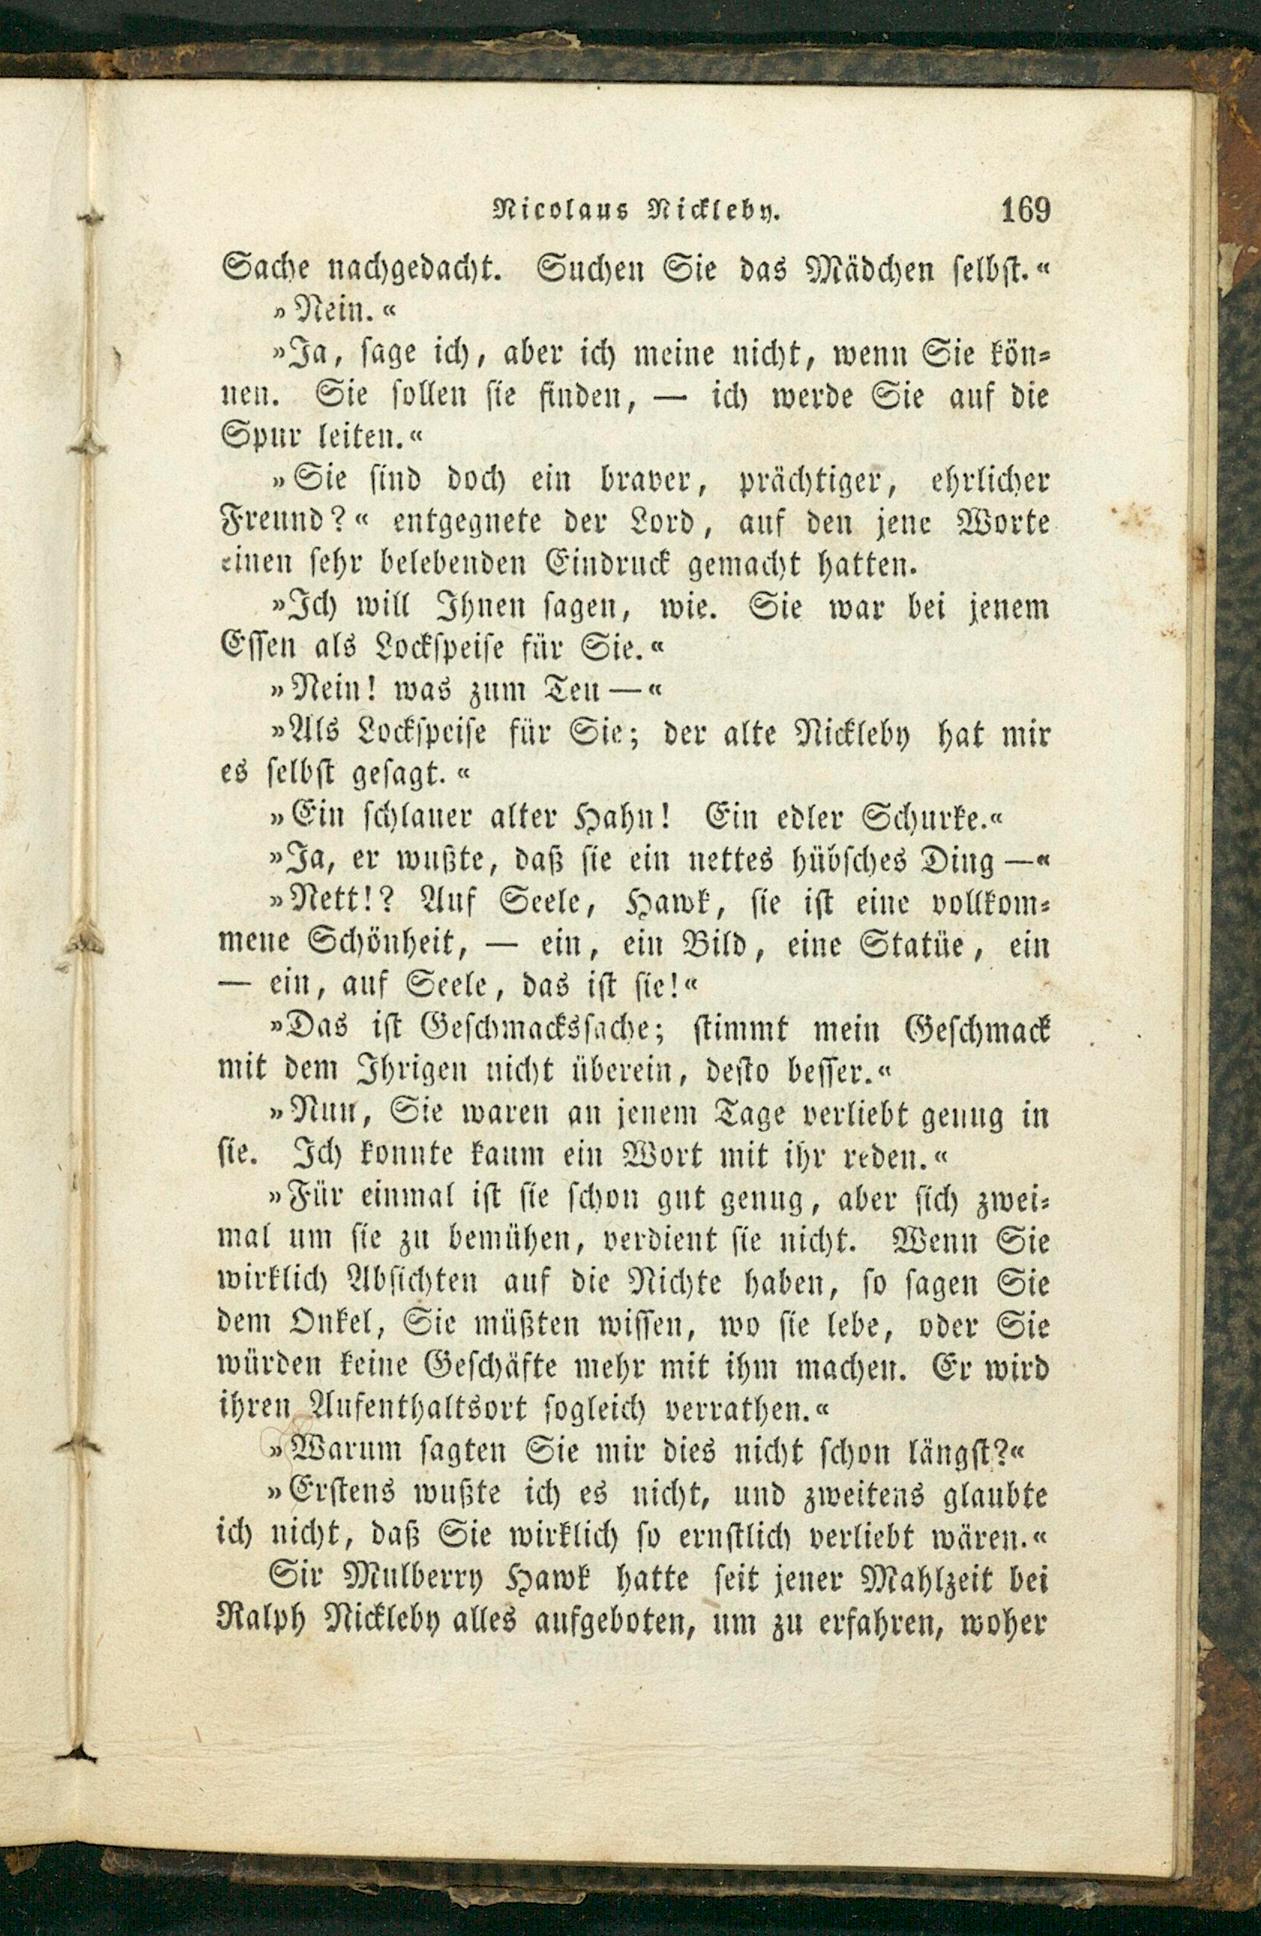 Nicolaus Nickleby. 169
Sache nachgedacht. Suchen Sie das Mädchen selbst.«
»Nein.«
»Ja, sage ich, aber ich meine nicht, wenn Sie kön-
nen. Sie sollen sie finden, — ich werde Sie auf die
Spur leiten.«
»Sie sind doch ein braver, prächtiger, ehrlicher
Freund?« entgegnete der Lord, auf den jene Worte
einen sehr belebenden Eindruck gemacht hatten.
»Ich will Ihnen sagen, wie. Sie war bei jenem
Essen als Lockspeise für Sie.«
»Nein! was zum Teu—«
»Als Lockspeise für Sie; der alte Nickleby hat mir
es selbst gesagt.«
»Ein schlauer alter Hahn! Ein edler Schurke.«
»Ja, er wußte, daß sie ein nettes hübsches Ding—«
»Nett!? Auf Seele, Hawk, sie ist eine vollkom-
mene Schönheit, — ein, ein Bild, eine Statüe, ein
— ein, auf Seele, das ist sie!«
»Das ist Geschmackssache; stimmt mein Geschmack
mit dem Ihrigen nicht überein, desto besser.«
»Nun, Sie waren an jenem Tage verliebt genug in
sie. Ich konnte kaum ein Wort mit ihr reden.«
»Für einmal ist sie schon gut genug, aber sich zwei-
mal um sie zu bemühen, verdient sie nicht. Wenn Sie
wirklich Absichten auf die Nichte haben, so sagen Sie
dem Onkel, Sie müßten wissen, wo sie lebe, oder Sie
würden keine Geschäfte mehr mit ihm machen. Er wird
ihren Aufenthaltsort sogleich verrathen.«
»Warum sagten Sie mir dies nicht schon längst?«
»Erstens wußte ich es nicht, und zweitens glaubte
ich nicht, daß Sie wirklich so ernstlich verliebt wären.«
Sir Mulberry Hawk hatte seit jener Mahlzeit bei
Ralph Nickleby alles aufgeboten, um zu erfahren, woher